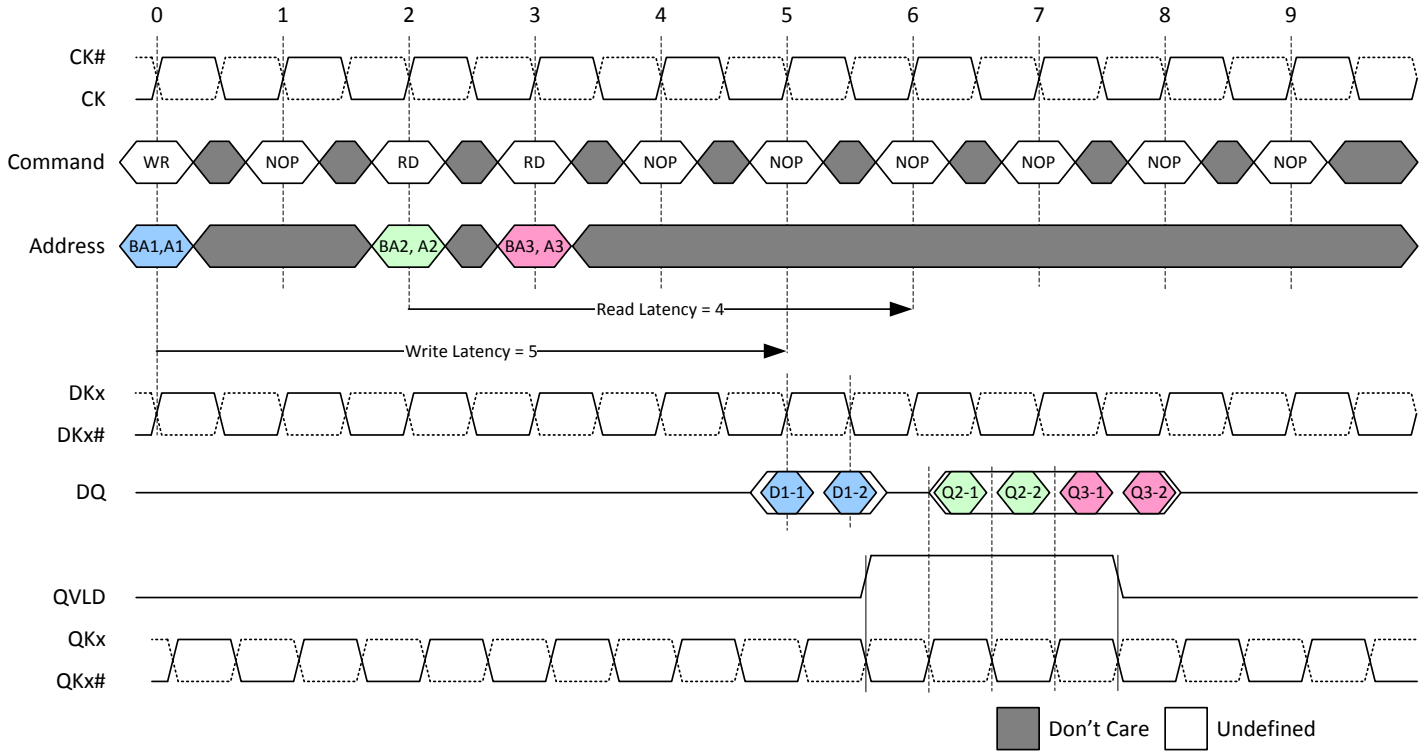 0 1 2 3 4 5 6 7 8 9
CK#
CK
Command WR NOP RD RD NOP NOP NOP NOP NOP NOP
Address BA1,A1 BA2, A2 BA3, A3
Read Latency = 4
Write Latency = 5
DKx
DKx#
DQ D1-1 D1-2 Q2-1 Q2-2 Q3-1 Q3-2
QVLD
QKx
QKx#
Don't Care Undefined